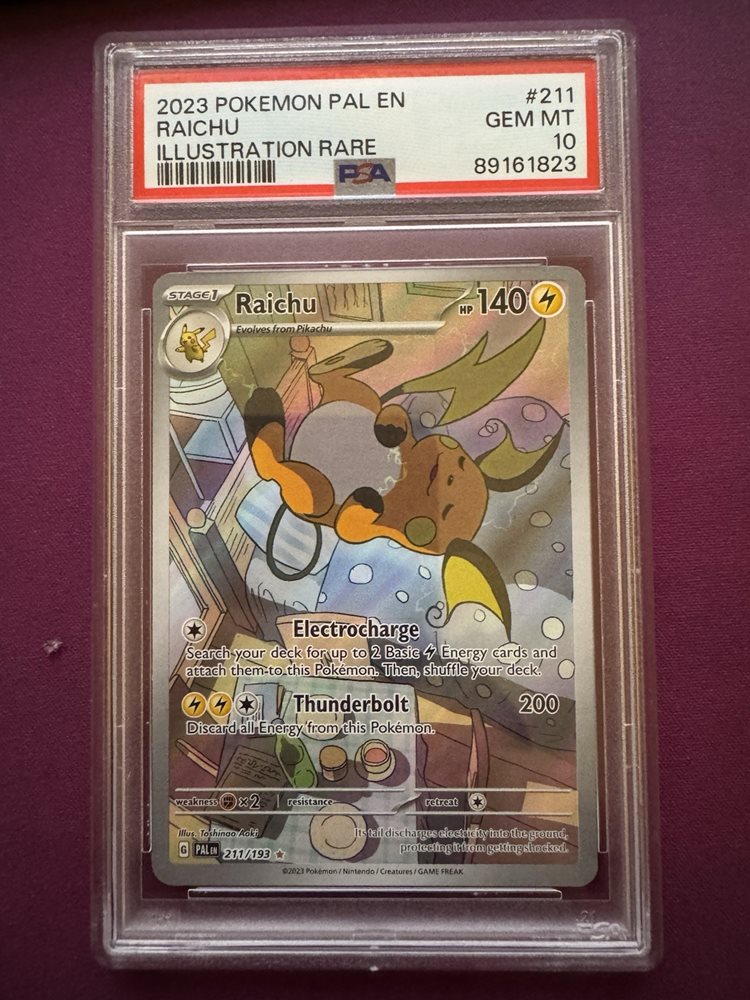 2023 POKEMON PAL EN #211
RAICHU GEM MT
ILLUSTRATION RARE 10
PSA 89161823
STAGE1 Raichu HP 140
Evolves from Pikachu
Electrocharge
Search your deck for up to 2 Basic Energy cards and
attach them to this Pokémon. Then, shuffle your deck.
Thunderbolt 200
Discard all Energy from this Pokémon.
weakness ×2 resistance retreat
Illus. Toshinao Aoki
Its tail discharges electricity into the ground,
protecting it from getting shocked.
G PAL EN 211/193
©2023 Pokémon / Nintendo / Creatures / GAME FREAK